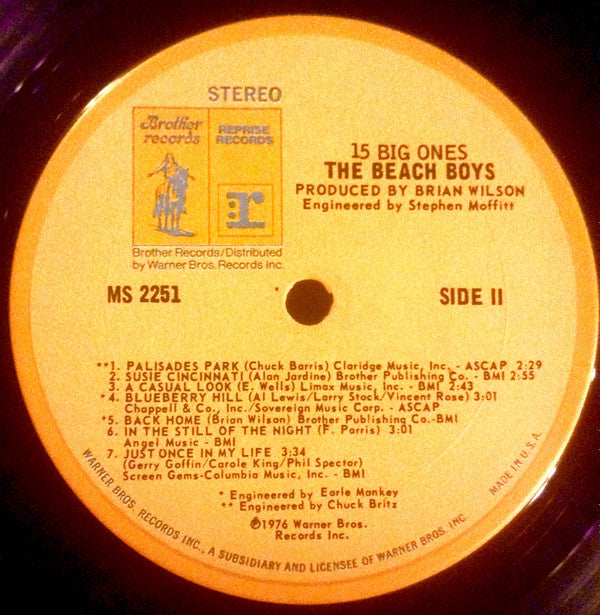 STEREO
Brother
records
REPRISE
RECORDS
r
Brother Records/Distributed
by Warner Bros. Records Inc.
15 BIG ONES
THE BEACH BOYS
PRODUCED BY BRIAN WILSON
Engineered by Stephen Moffitt
MS 2251
SIDE II
**1. PALISADES PARK (Chuck Barris) Claridge Music, Inc. - ASCAP 2:29
2. SUSIE CINCINNATI (Alan Jardine) Brother Publishing Co. - BMI 2:55
3. A CASUAL LOOK (E. Wells) Limax Music, Inc. - BMI 2:43
*4. BLUEBERRY HILL (Al Lewis/Larry Stock/Vincent Rose) 3:01
Chappell & Co., Inc./Sovereign Music Corp. - ASCAP
*5. BACK HOME (Brian Wilson) Brother Publishing Co.-BMI
6. IN THE STILL OF THE NIGHT (F. Parris) 3:01
Angel Music - BMI
7. JUST ONCE IN MY LIFE 3:34
(Gerry Goffin/Carole King/Phil Spector)
Screen Gems-Columbia Music, Inc. - BMI
* Engineered by Earle Mankey
** Engineered by Chuck Britz
℗1976 Warner Bros.
Records Inc.
WARNER BROS. RECORDS INC., A SUBSIDIARY AND LICENSEE OF WARNER BROS. INC.
MADE IN U.S.A.